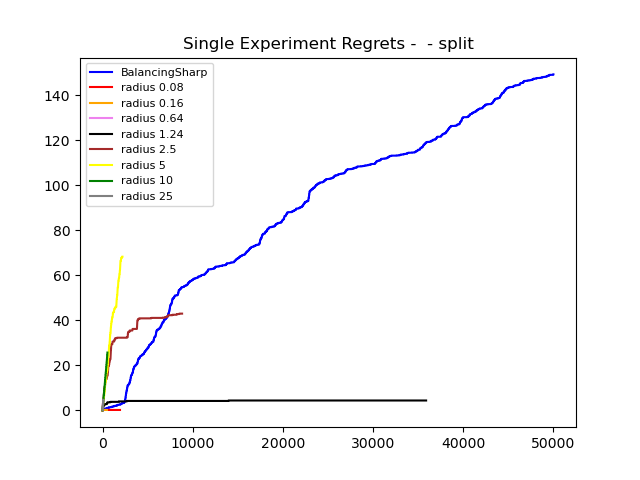 Single Experiment Regrets -  - split
BalancingSharp
radius 0.08
radius 0.16
radius 0.64
radius 1.24
radius 2.5
radius 5
radius 10
radius 25
140
120
100
80
60
40
20
0
0 10000 20000 30000 40000 50000